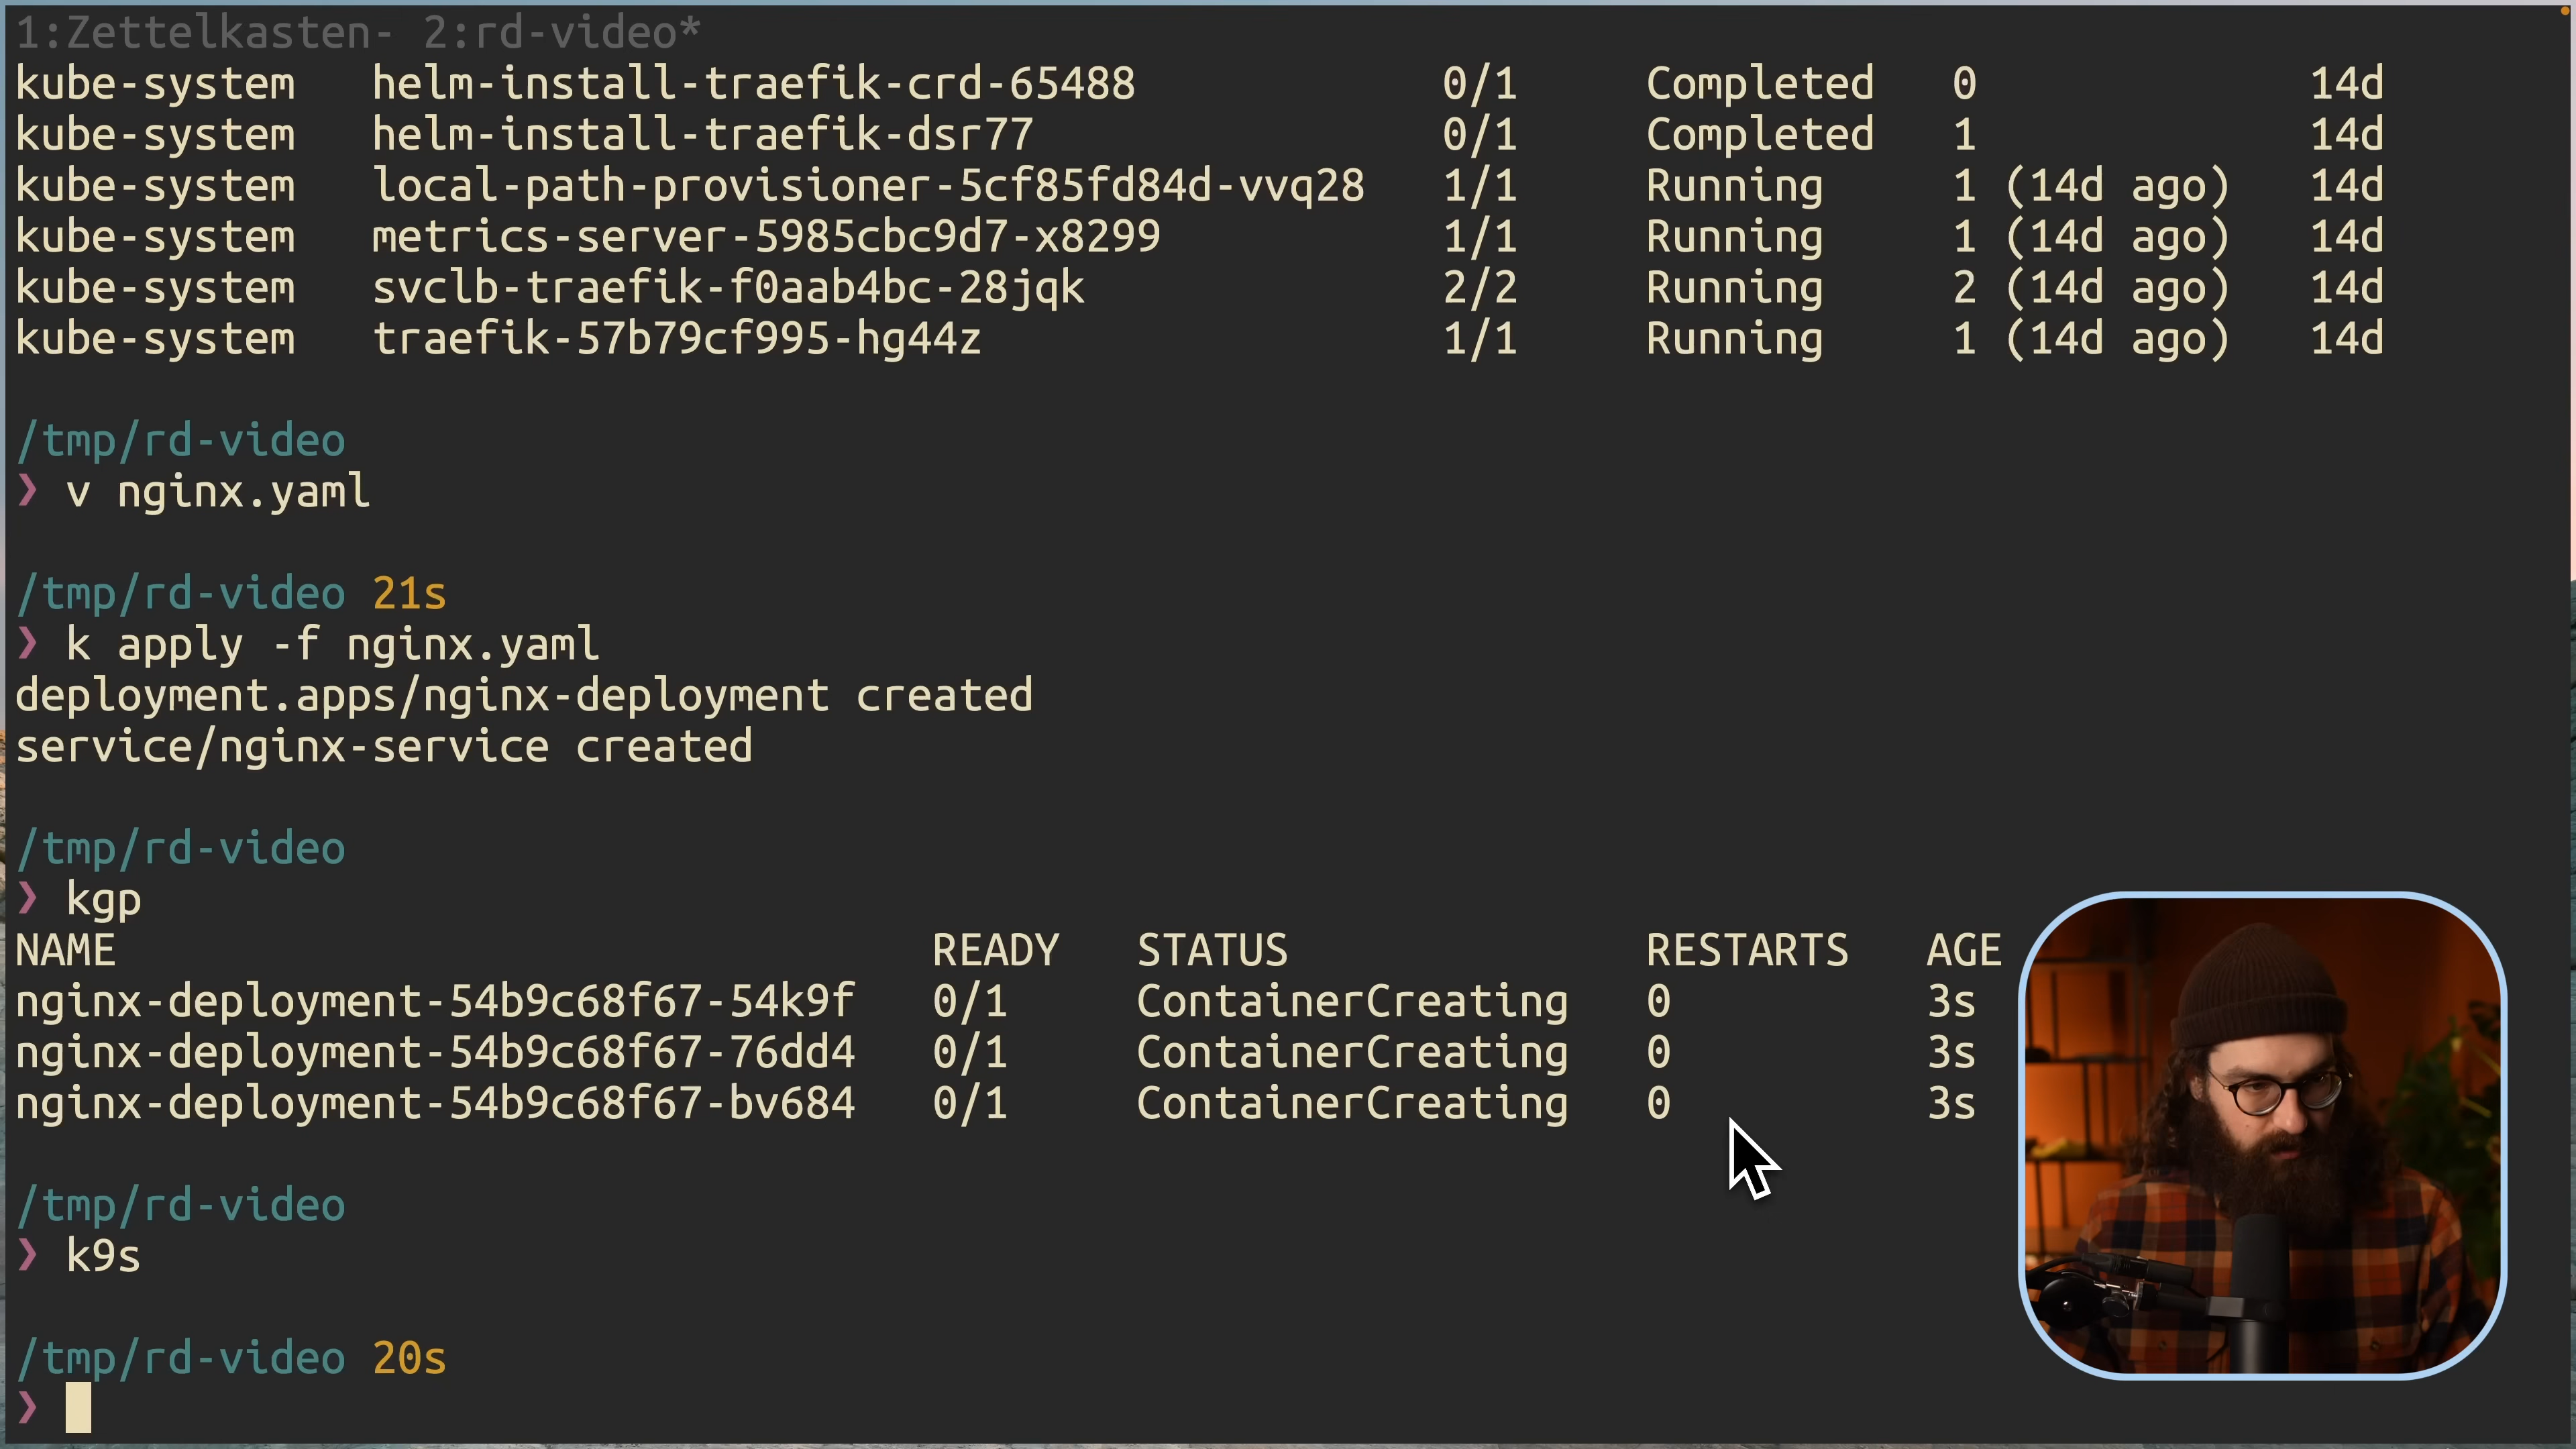 1:Zettelkasten- 2:rd-video*
kube-system helm-install-traefik-crd-65488 0/1 Completed 0 14d
kube-system helm-install-traefik-dsr77 0/1 Completed 1 14d
kube-system local-path-provisioner-5cf85fd84d-vvq28 1/1 Running 1 (14d ago) 14d
kube-system metrics-server-5985cbc9d7-x8299 1/1 Running 1 (14d ago) 14d
kube-system svclb-traefik-f0aab4bc-28jqk 2/2 Running 2 (14d ago) 14d
kube-system traefik-57b79cf995-hg44z 1/1 Running 1 (14d ago) 14d
/tmp/rd-video
❯ v nginx.yaml
/tmp/rd-video 21s
❯ k apply -f nginx.yaml
deployment.apps/nginx-deployment created
service/nginx-service created
/tmp/rd-video
❯ kgp
NAME READY STATUS RESTARTS AGE
nginx-deployment-54b9c68f67-54k9f 0/1 ContainerCreating 0 3s
nginx-deployment-54b9c68f67-76dd4 0/1 ContainerCreating 0 3s
nginx-deployment-54b9c68f67-bv684 0/1 ContainerCreating 0 3s
/tmp/rd-video
❯ k9s
/tmp/rd-video 20s
❯